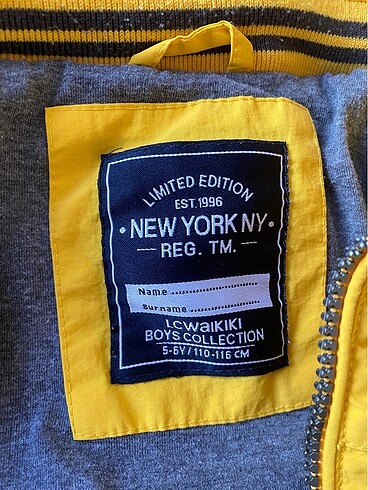 LIMITED EDITION
EST.1996
• NEW YORK NY •
— REG. TM. —
Name ........................
Surname ........................
LCWAIKIKI
BOYS COLLECTION
5-6Y / 110-116 CM